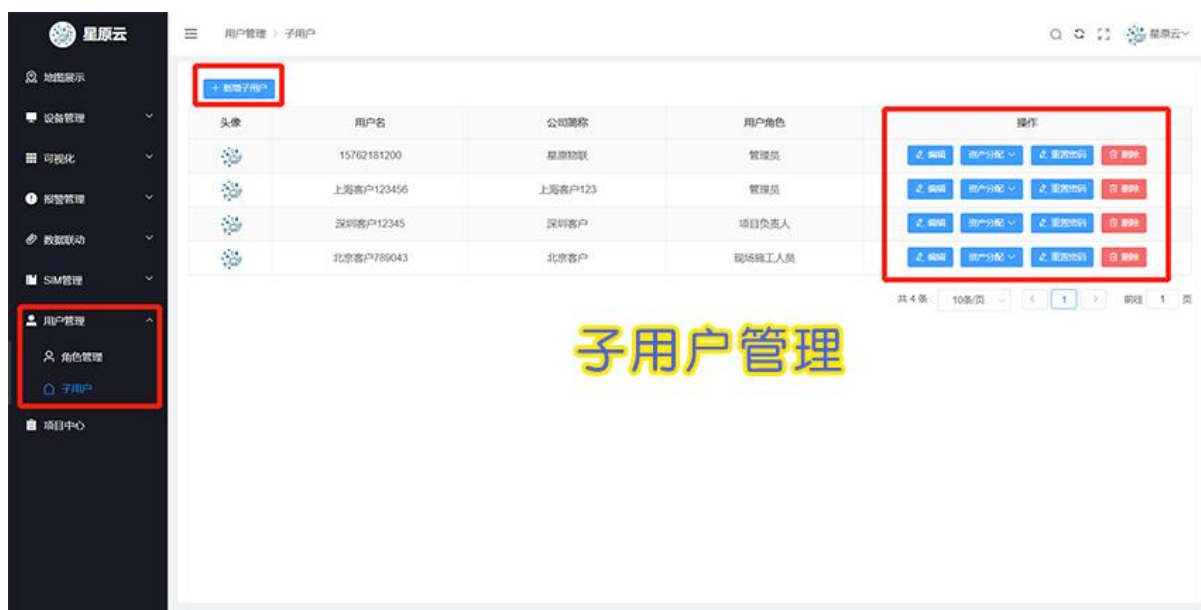 星原云
用户管理 > 子用户
星原云
地图展示
设备管理
可视化
报警管理
数据联动
SIM管理
用户管理
角色管理
子用户
项目中心
+ 新增子用户
头像 用户名 公司简称 用户角色 操作
15762181200 星原物联 管理员 编辑 资产分配 重置密码 删除
上海客户123456 上海客户123 管理员 编辑 资产分配 重置密码 删除
深圳客户12345 深圳客户 项目负责人 编辑 资产分配 重置密码 删除
北京客户789043 北京客户 现场施工人员 编辑 资产分配 重置密码 删除
共 4 条 10条/页 < 1 > 前往 1 页
子用户管理